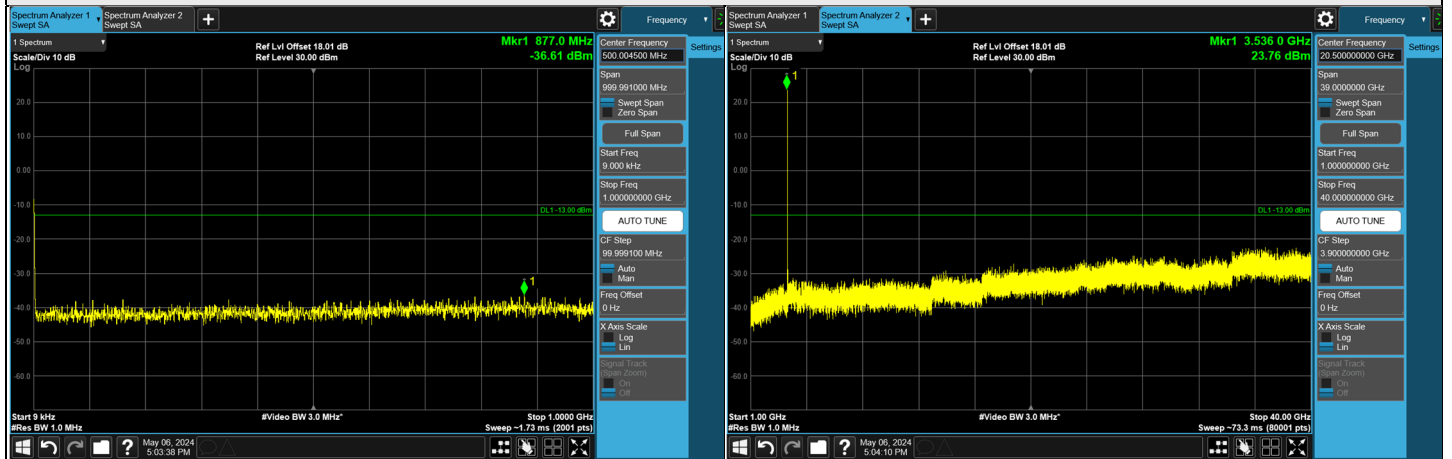 Spectrum Analyzer 1
Swept SA
Spectrum Analyzer 2
Swept SA
+
Frequency
1 Spectrum
Scale/Div 10 dB
Log
Ref Lvl Offset 18.01 dB
Ref Level 30.00 dBm
Mkr1 877.0 MHz
-36.61 dBm
20.0
10.0
0.00
-10.0
-20.0
-30.0
-40.0
-50.0
-60.0
DL1 -13.00 dBm
1
Start 9 kHz
#Res BW 1.0 MHz
#Video BW 3.0 MHz*
Stop 1.0000 GHz
Sweep ~1.73 ms (2001 pts)
Center Frequency
500.004500 MHz
Settings
Span
999.991000 MHz
Swept Span
Zero Span
Full Span
Start Freq
9.000 kHz
Stop Freq
1.000000000 GHz
AUTO TUNE
CF Step
99.999100 MHz
Auto
Man
Freq Offset
0 Hz
X Axis Scale
Log
Lin
Signal Track
(Span Zoom)
On
Off
?
May 06, 2024
5:03:38 PM
Spectrum Analyzer 1
Swept SA
Spectrum Analyzer 2
Swept SA
+
Frequency
1 Spectrum
Scale/Div 10 dB
Log
Ref Lvl Offset 18.01 dB
Ref Level 30.00 dBm
Mkr1 3.536 0 GHz
23.76 dBm
1
20.0
10.0
0.00
-10.0
-20.0
-30.0
-40.0
-50.0
-60.0
DL1 -13.00 dBm
Start 1.00 GHz
#Res BW 1.0 MHz
#Video BW 3.0 MHz*
Stop 40.00 GHz
Sweep ~73.3 ms (80001 pts)
Center Frequency
20.500000000 GHz
Settings
Span
39.0000000 GHz
Swept Span
Zero Span
Full Span
Start Freq
1.000000000 GHz
Stop Freq
40.000000000 GHz
AUTO TUNE
CF Step
3.900000000 GHz
Auto
Man
Freq Offset
0 Hz
X Axis Scale
Log
Lin
Signal Track
(Span Zoom)
On
Off
?
May 06, 2024
5:04:10 PM